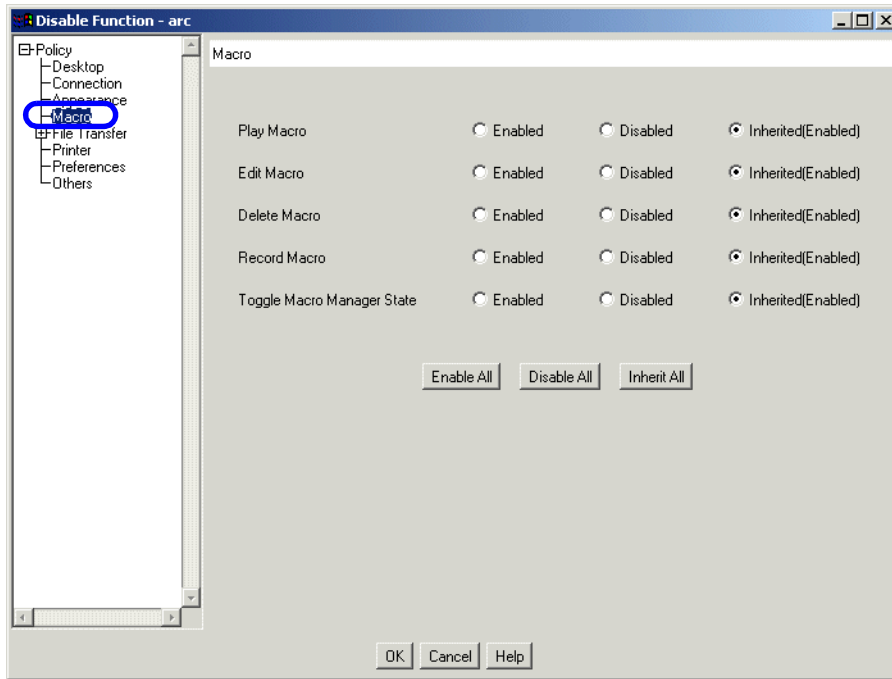 Disable Function - arc
Policy
Desktop
Connection
Appearance
Macro
File Transfer
Printer
Preferences
Others
Macro
Play Macro Enabled Disabled Inherited(Enabled)
Edit Macro Enabled Disabled Inherited(Enabled)
Delete Macro Enabled Disabled Inherited(Enabled)
Record Macro Enabled Disabled Inherited(Enabled)
Toggle Macro Manager State Enabled Disabled Inherited(Enabled)
Enable All Disable All Inherit All
OK Cancel Help